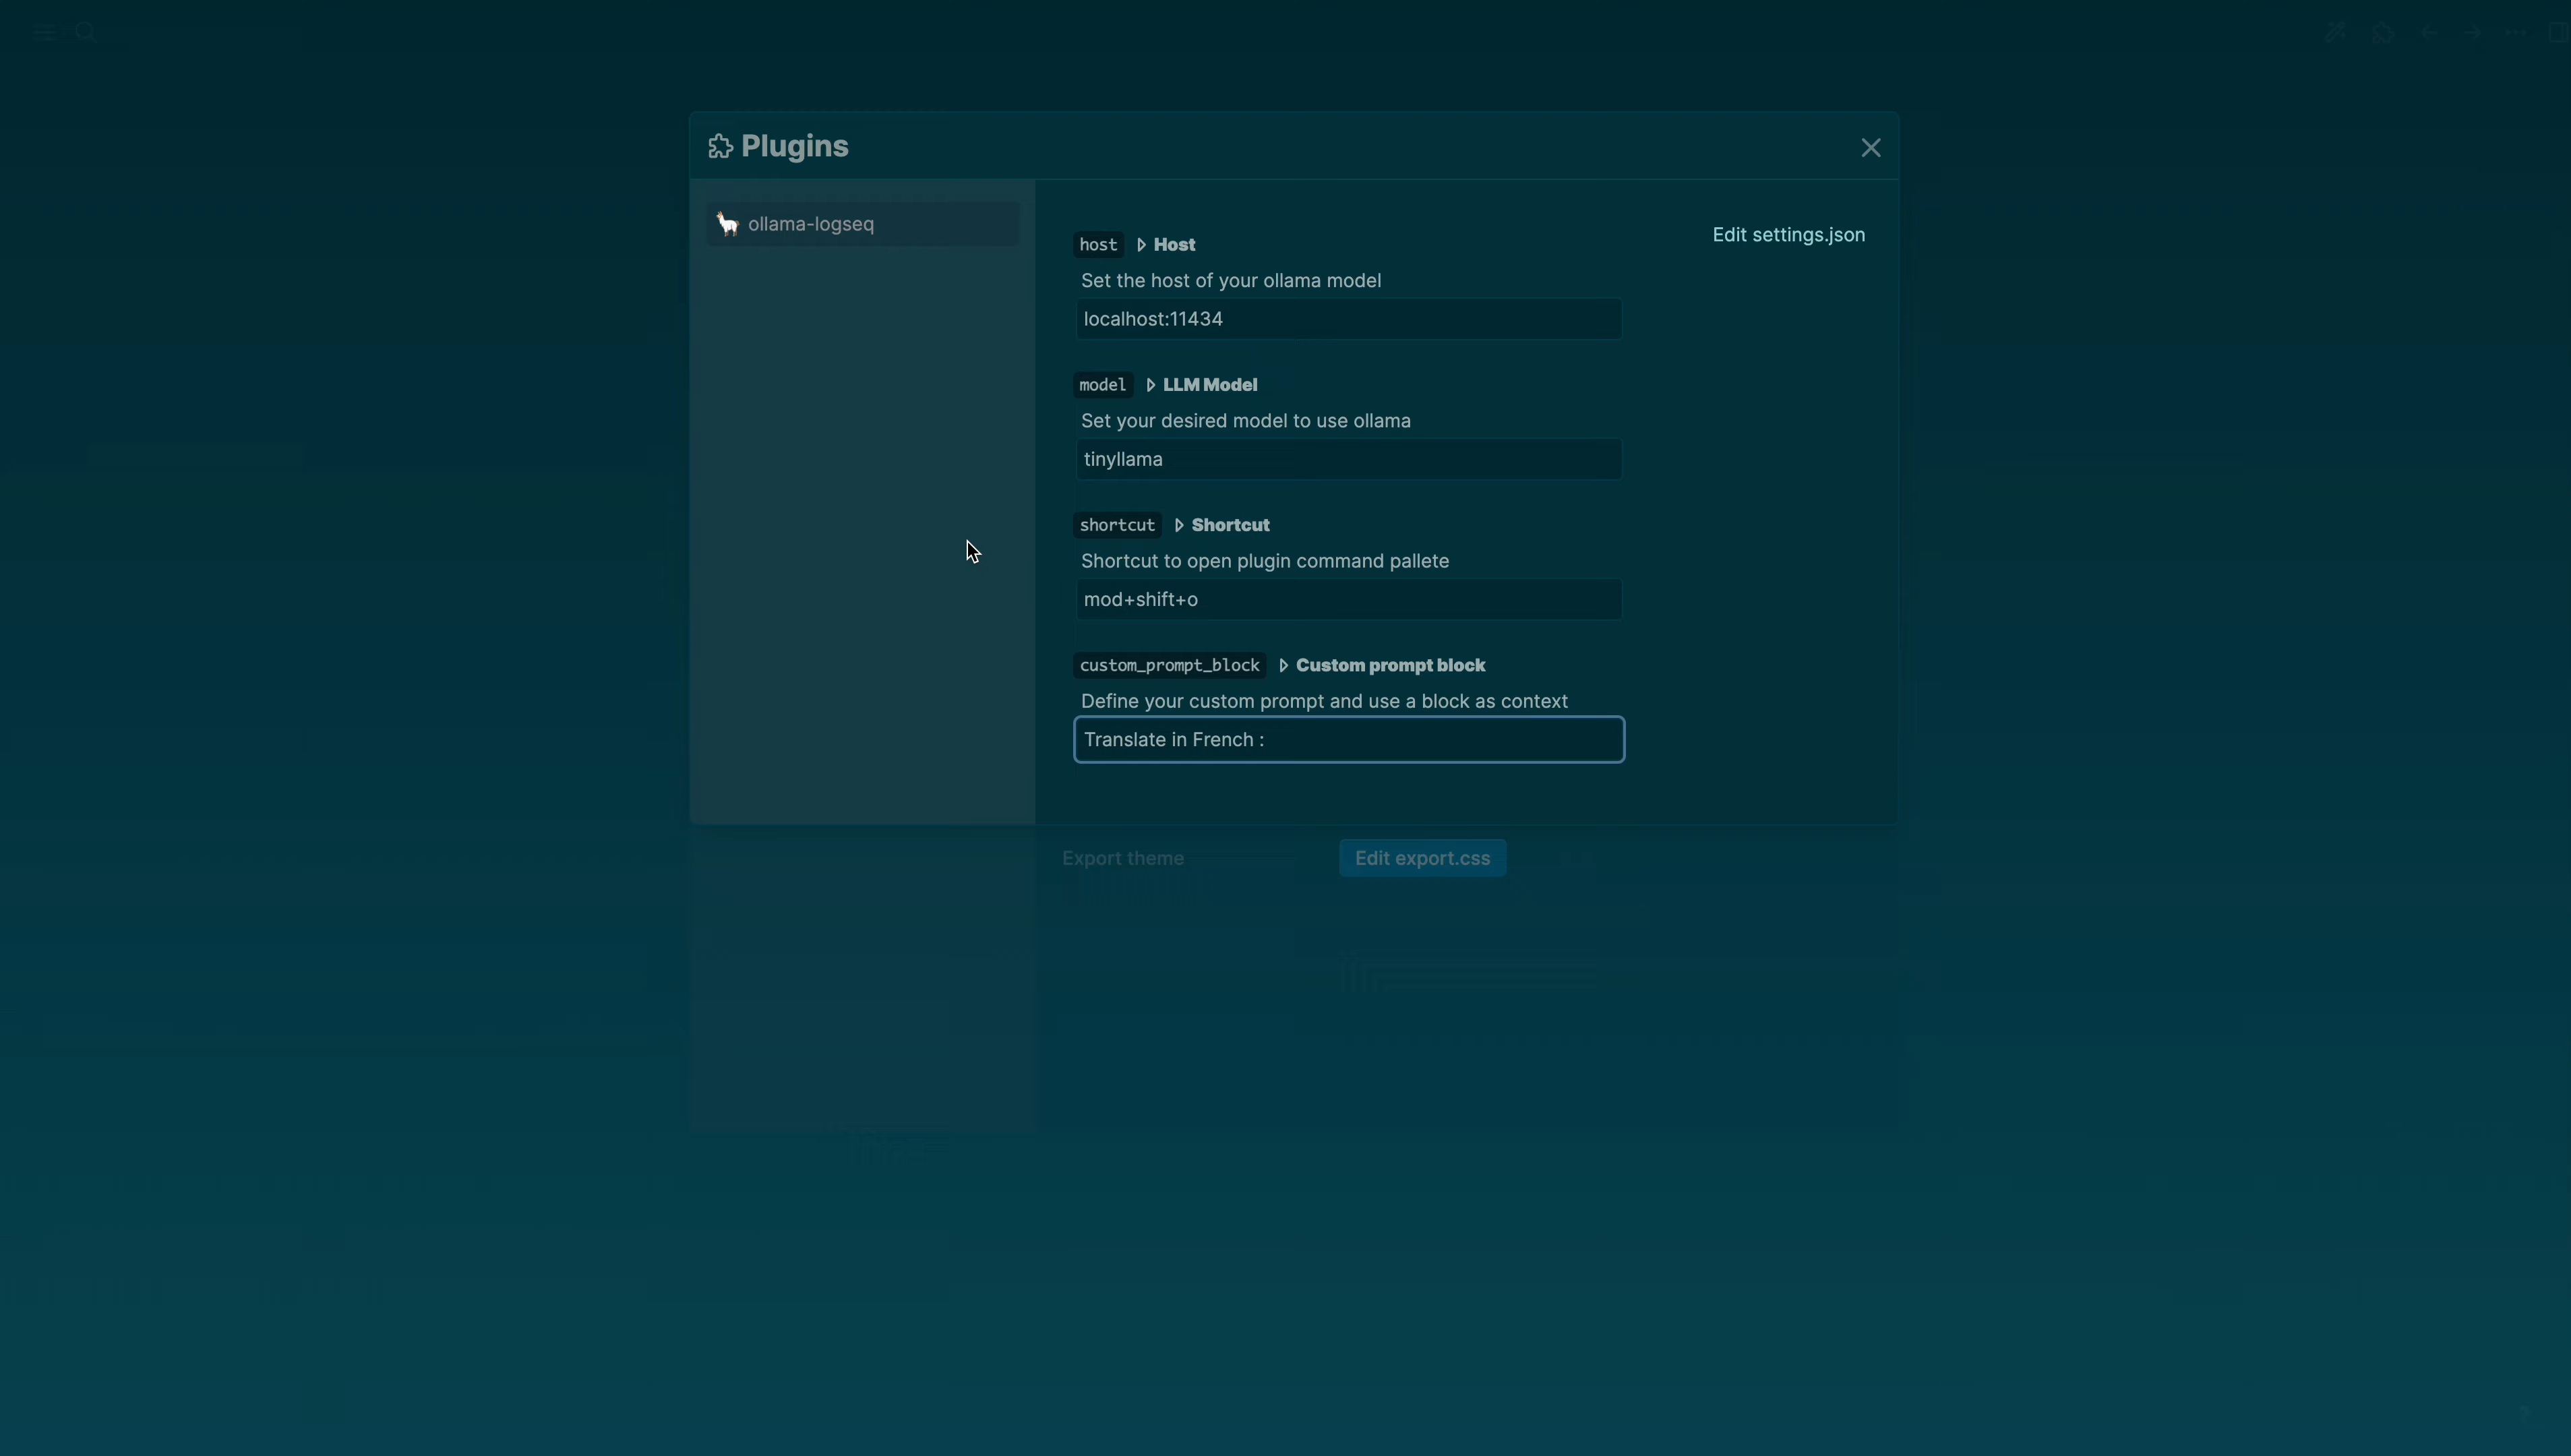 Plugins
ollama-logseq
Edit settings.json
host Host
Set the host of your ollama model
localhost:11434
model LLM Model
Set your desired model to use ollama
tinyllama
shortcut Shortcut
Shortcut to open plugin command pallete
mod+shift+o
custom_prompt_block Custom prompt block
Define your custom prompt and use a block as context
Translate in French :
Export theme
Edit export.css